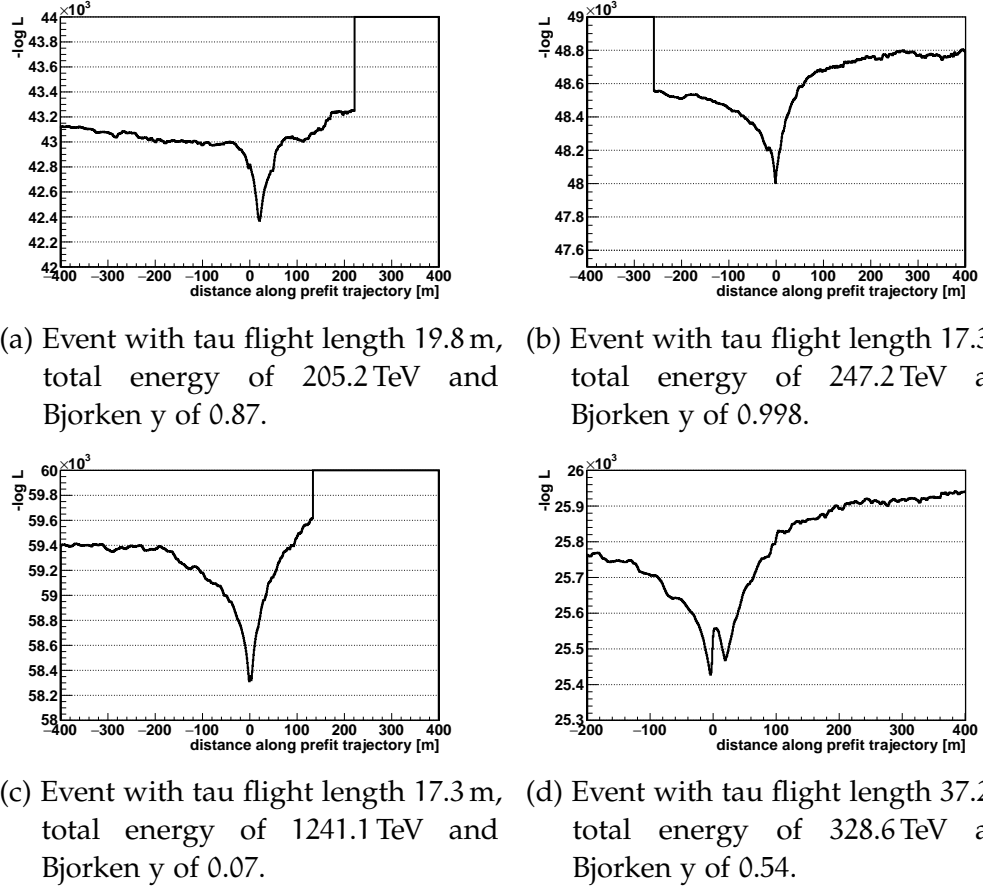 44 ×10³
43.8
43.6
43.4
43.2
43
42.8
42.6
42.4
42.2
42
-log L
−400 −300 −200 −100 0 100 200 300 400
distance along prefit trajectory [m]
49 ×10³
48.8
48.6
48.4
48.2
48
47.8
47.6
-log L
−400 −300 −200 −100 0 100 200 300 400
distance along prefit trajectory [m]
(a) Event with tau flight length 19.8 m,
total energy of 205.2 TeV and
Bjorken y of 0.87.
(b) Event with tau flight length 17.3
total energy of 247.2 TeV a
Bjorken y of 0.998.
60 ×10³
59.8
59.6
59.4
59.2
59
58.8
58.6
58.4
58.2
58
-log L
−400 −300 −200 −100 0 100 200 300 400
distance along prefit trajectory [m]
26 ×10³
25.9
25.8
25.7
25.6
25.5
25.4
25.3
-log L
−200 −100 0 100 200 300 400
distance along prefit trajectory [m]
(c) Event with tau flight length 17.3 m,
total energy of 1241.1 TeV and
Bjorken y of 0.07.
(d) Event with tau flight length 37.2
total energy of 328.6 TeV a
Bjorken y of 0.54.